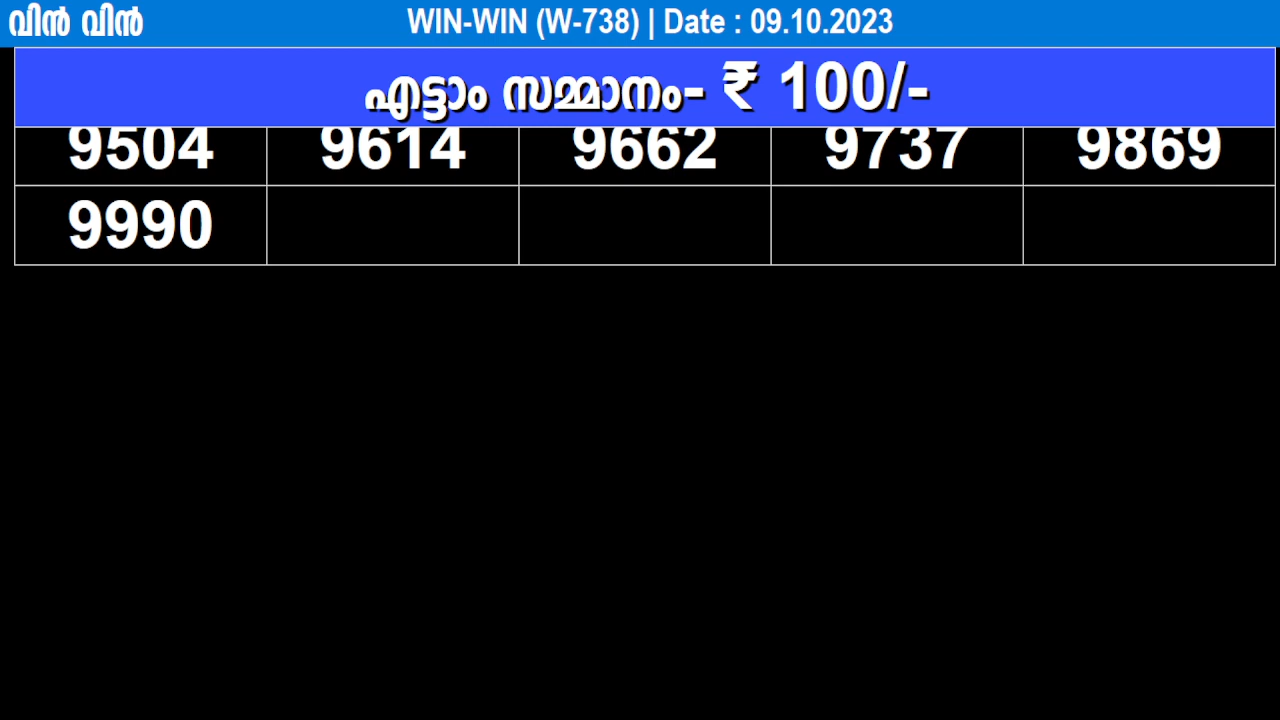 വിൻ വിൻ WIN-WIN (W-738) | Date : 09.10.2023
എട്ടാം സമ്മാനം- ₹ 100/-
9504 9614 9662 9737 9869
9990